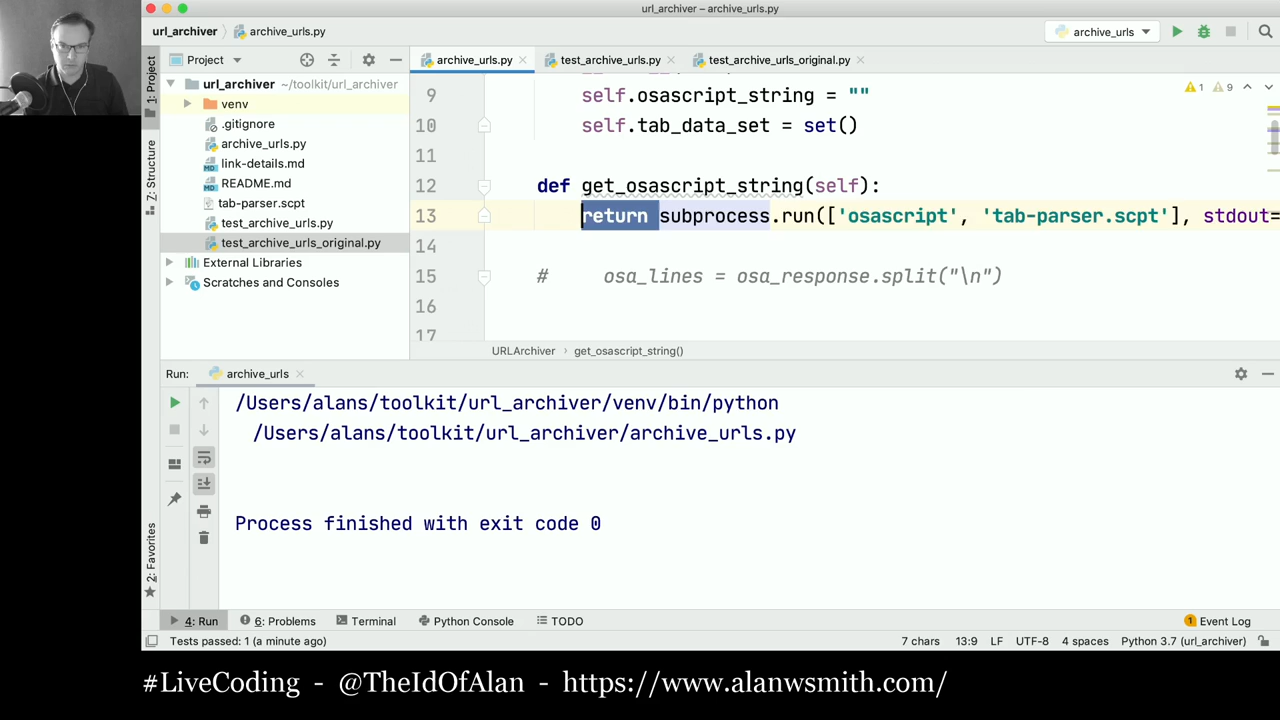 url_archiver – archive_urls.py
url_archiver
archive_urls.py
archive_urls
Project
archive_urls.py
test_archive_urls.py
test_archive_urls_original.py
1: Project
Structure
2: Favorites
url_archiver ~/toolkit/url_archiver
venv
.gitignore
archive_urls.py
link-details.md
README.md
tab-parser.scpt
test_archive_urls.py
test_archive_urls_original.py
External Libraries
Scratches and Consoles
1
9
9 self.osascript_string = ""
10 self.tab_data_set = set()
11
12 def get_osascript_string(self):
13 return subprocess.run(['osascript', 'tab-parser.scpt'], stdout=
14
15 # osa_lines = osa_response.split("\n")
16
17
URLArchiver › get_osascript_string()
Run: archive_urls
/Users/alans/toolkit/url_archiver/venv/bin/python
/Users/alans/toolkit/url_archiver/archive_urls.py
Process finished with exit code 0
4: Run
6: Problems
Terminal
Python Console
TODO
1
Event Log
Tests passed: 1 (a minute ago)
7 chars
13:9
LF
UTF-8
4 spaces
Python 3.7 (url_archiver)
#LiveCoding - @TheIdOfAlan - https://www.alanwsmith.com/